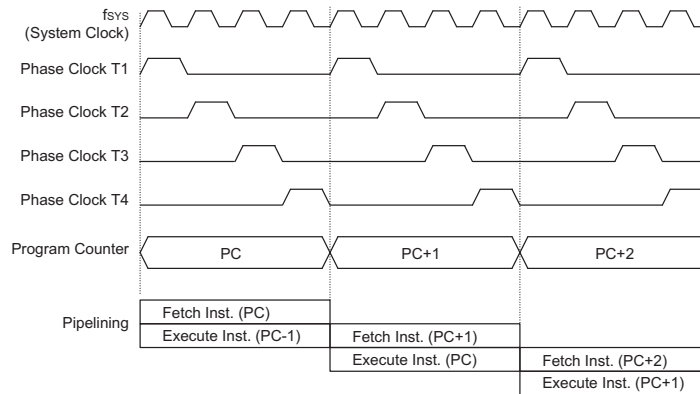 fSYS
(System Clock)
Phase Clock T1
Phase Clock T2
Phase Clock T3
Phase Clock T4
Program Counter
PC
PC+1
PC+2
Pipelining
Fetch Inst. (PC)
Execute Inst. (PC-1)
Fetch Inst. (PC+1)
Execute Inst. (PC)
Fetch Inst. (PC+2)
Execute Inst. (PC+1)